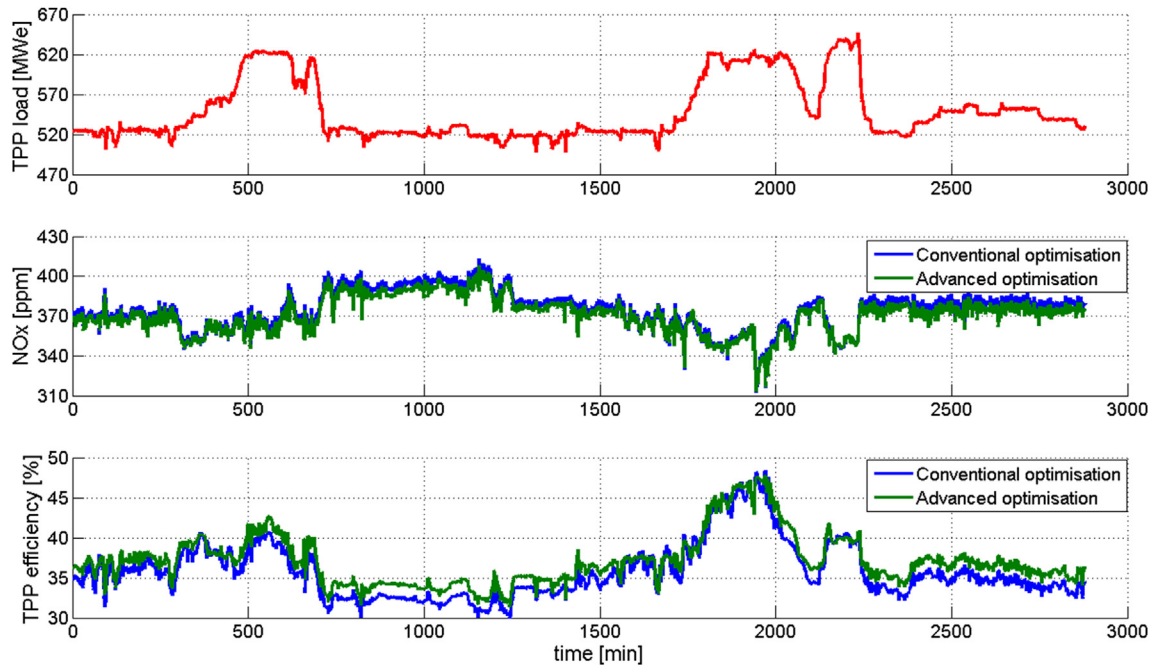 TPP load [MWe]
670
620
570
520
470
0 500 1000 1500 2000 2500 3000
NOx [ppm]
430
400
370
340
310
Conventional optimisation
Advanced optimisation
0 500 1000 1500 2000 2500 3000
TPP efficiency [%]
50
45
40
35
30
Conventional optimisation
Advanced optimisation
0 500 1000 1500 2000 2500 3000
time [min]